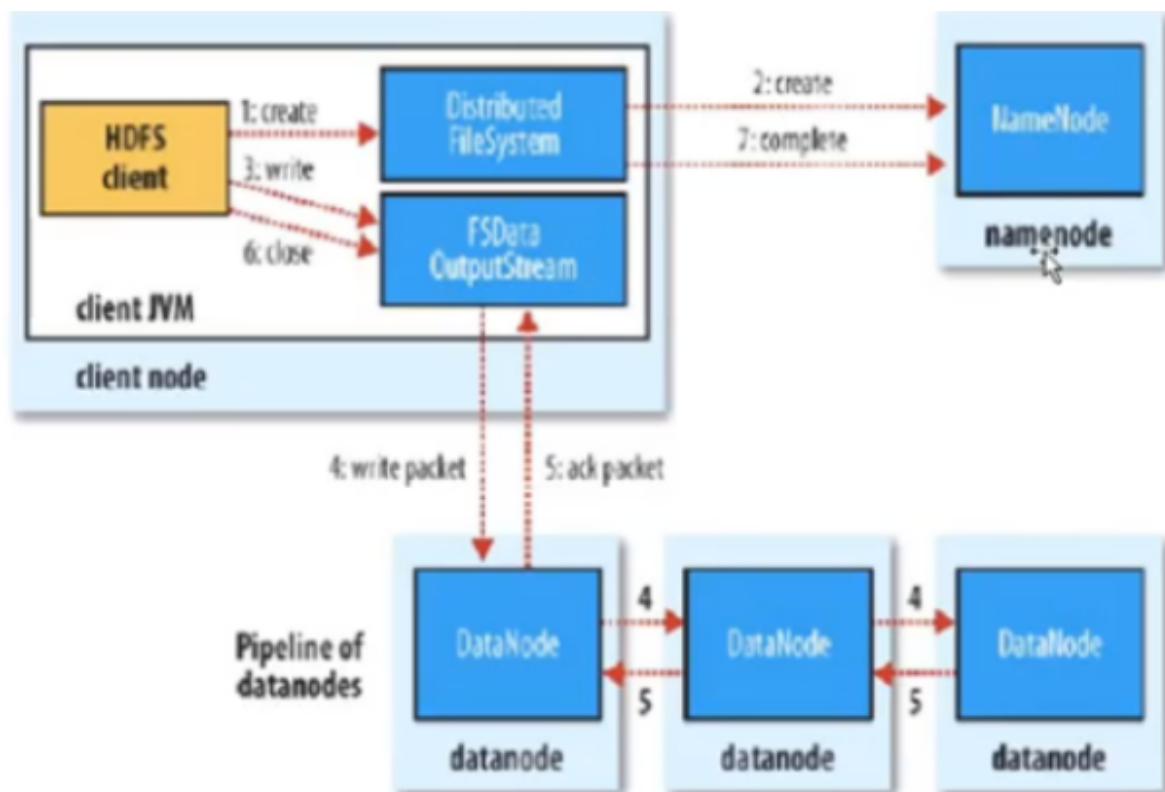 HDFS
client
1: create
3: write
6: close
Distributed
FileSystem
FSData
OutputStream
client JVM
client node
2: create
7: complete
NameNode
namenode
4: write packet
5: ack packet
Pipeline of
datanodes
DataNode
4
5
DataNode
4
5
DataNode
datanode
datanode
datanode